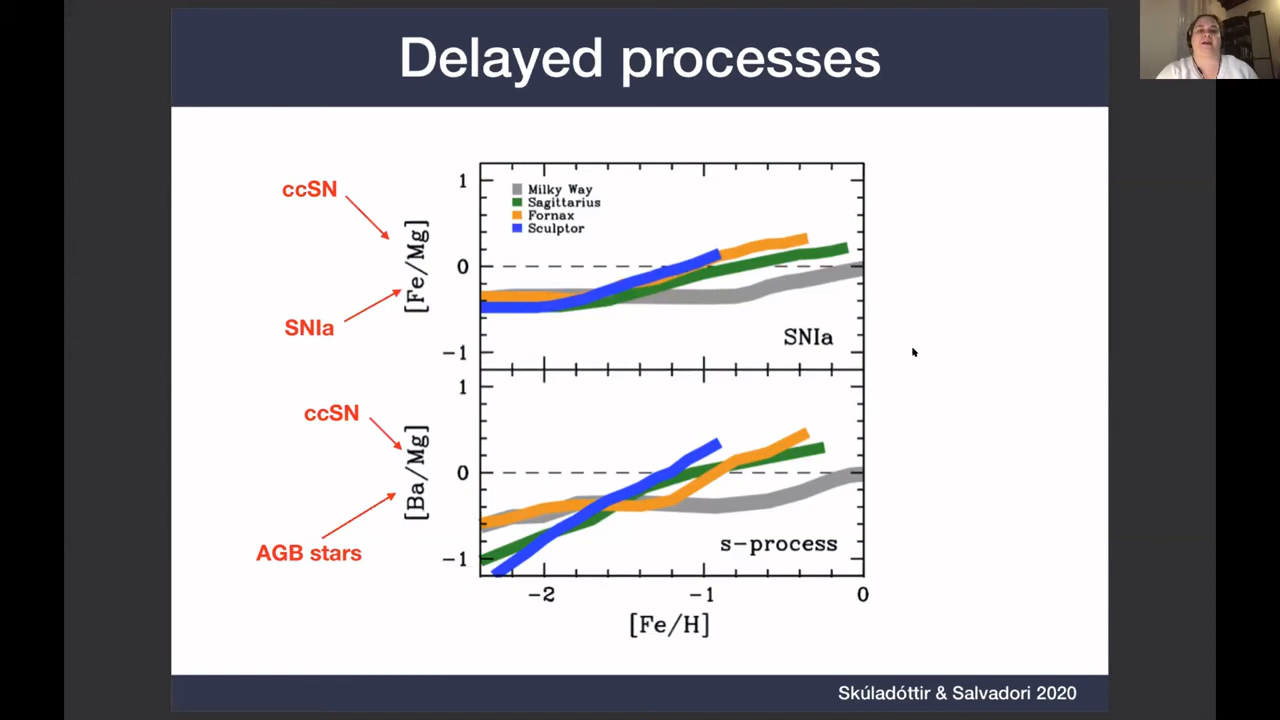 Delayed processes
ccSN
SNIa
[Fe/Mg]
1
0
−1
Milky Way
Sagittarius
Fornax
Sculptor
SNIa
ccSN
AGB stars
[Ba/Mg]
1
0
−1
s−process
−2
−1
0
[Fe/H]
Skúladóttir & Salvadori 2020